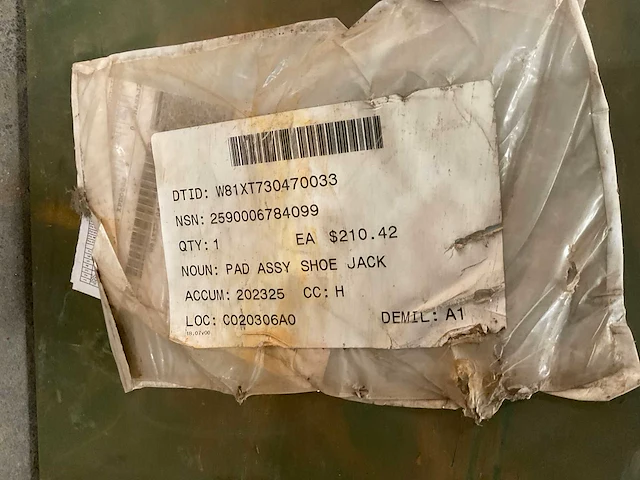 DTID: W81XT730470033
NSN: 2590006784099
QTY: 1 EA $210.42
NOUN: PAD ASSY SHOE JACK
ACCUM: 202325 CC: H
LOC: C020306A0 DEMIL: A1